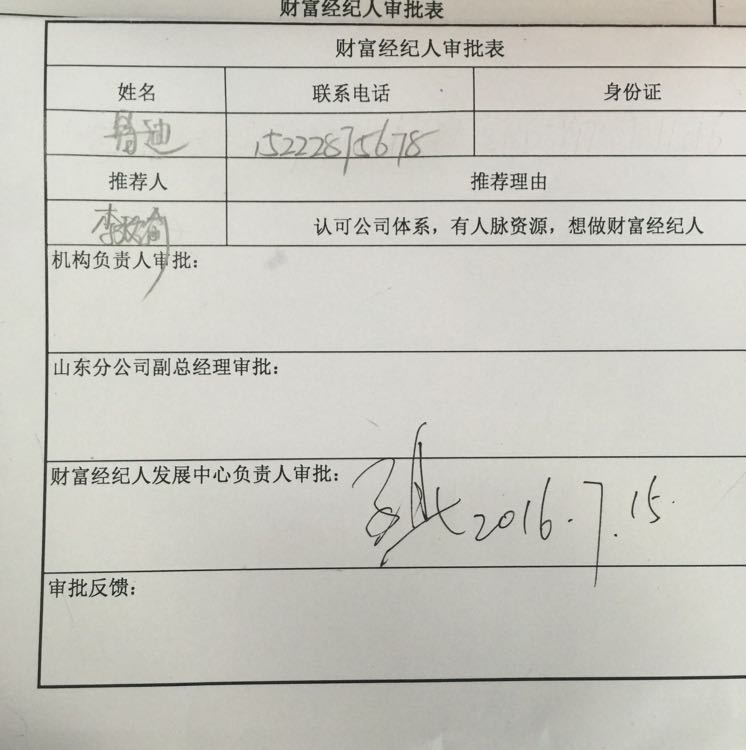 财富经纪人审批表
财富经纪人审批表
姓名 联系电话 身份证
鲁迪 15222875678
推荐人 推荐理由
李
认可公司体系，有人脉资源，想做财富经纪人
机构负责人审批：
山东分公司副总经理审批：
财富经纪人发展中心负责人审批：
2016.7.15.
审批反馈：